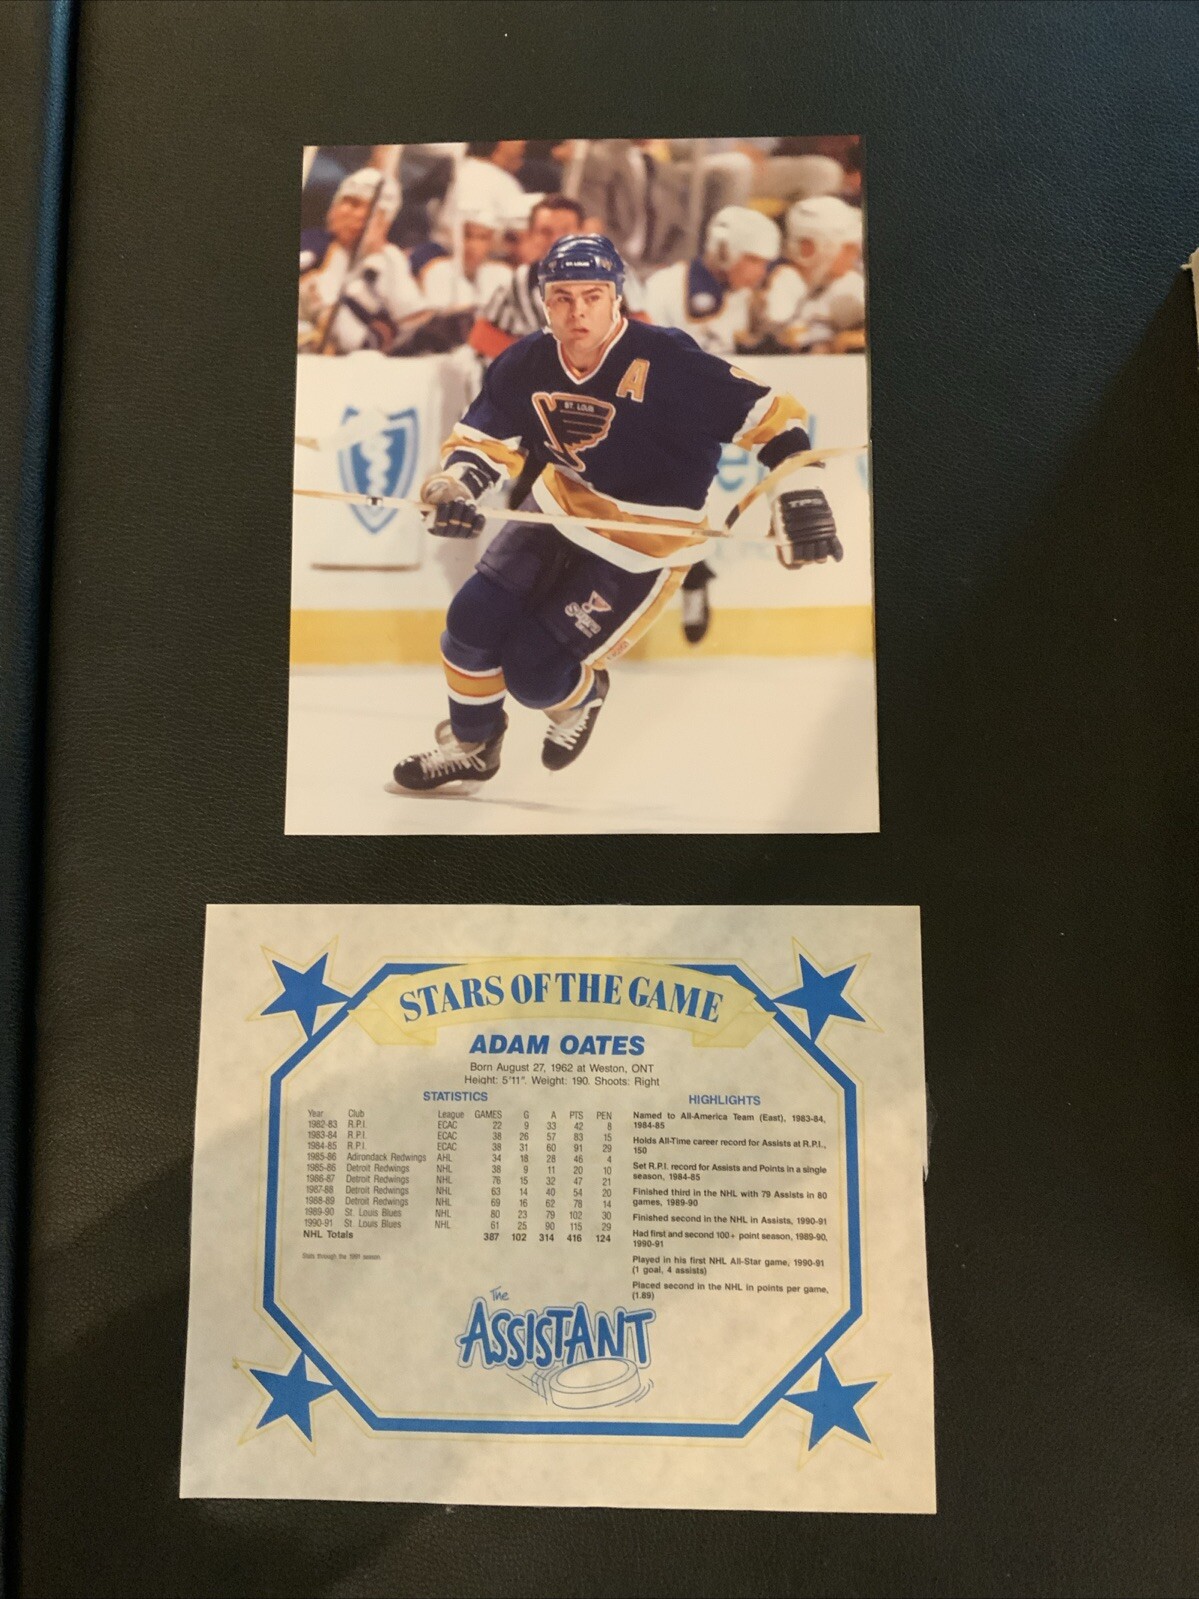 ST. LOUIS
A
ST. LOUIS
TPS
STARS OF THE GAME
ADAM OATES
Born August 27, 1962 at Weston, ONT
Height: 5'11". Weight: 190. Shoots: Right
STATISTICS
Year Club League GAMES G A PTS PEN
1982-83 R.P.I. ECAC 22 9 33 42 8
1983-84 R.P.I. ECAC 38 26 57 83 15
1984-85 R.P.I. ECAC 38 31 60 91 29
1985-86 Adirondack Redwings AHL 34 18 28 46 4
1985-86 Detroit Redwings NHL 38 9 11 20 10
1986-87 Detroit Redwings NHL 76 15 32 47 21
1987-88 Detroit Redwings NHL 63 14 40 54 20
1988-89 Detroit Redwings NHL 69 16 62 78 14
1989-90 St. Louis Blues NHL 80 23 79 102 30
1990-91 St. Louis Blues NHL 61 25 90 115 29
NHL Totals 387 102 314 416 124
Stats through the 1991 season.
HIGHLIGHTS
Named to All-America Team (East), 1983-84,
1984-85
Holds All-Time career record for Assists at R.P.I.,
150
Set R.P.I. record for Assists and Points in a single
season, 1984-85
Finished third in the NHL with 79 Assists in 80
games, 1989-90
Finished second in the NHL in Assists, 1990-91
Had first and second 100+ point season, 1989-90,
1990-91
Played in his first NHL All-Star game, 1990-91
(1 goal, 4 assists)
Placed second in the NHL in points per game,
(1.89)
The
ASSISTANT